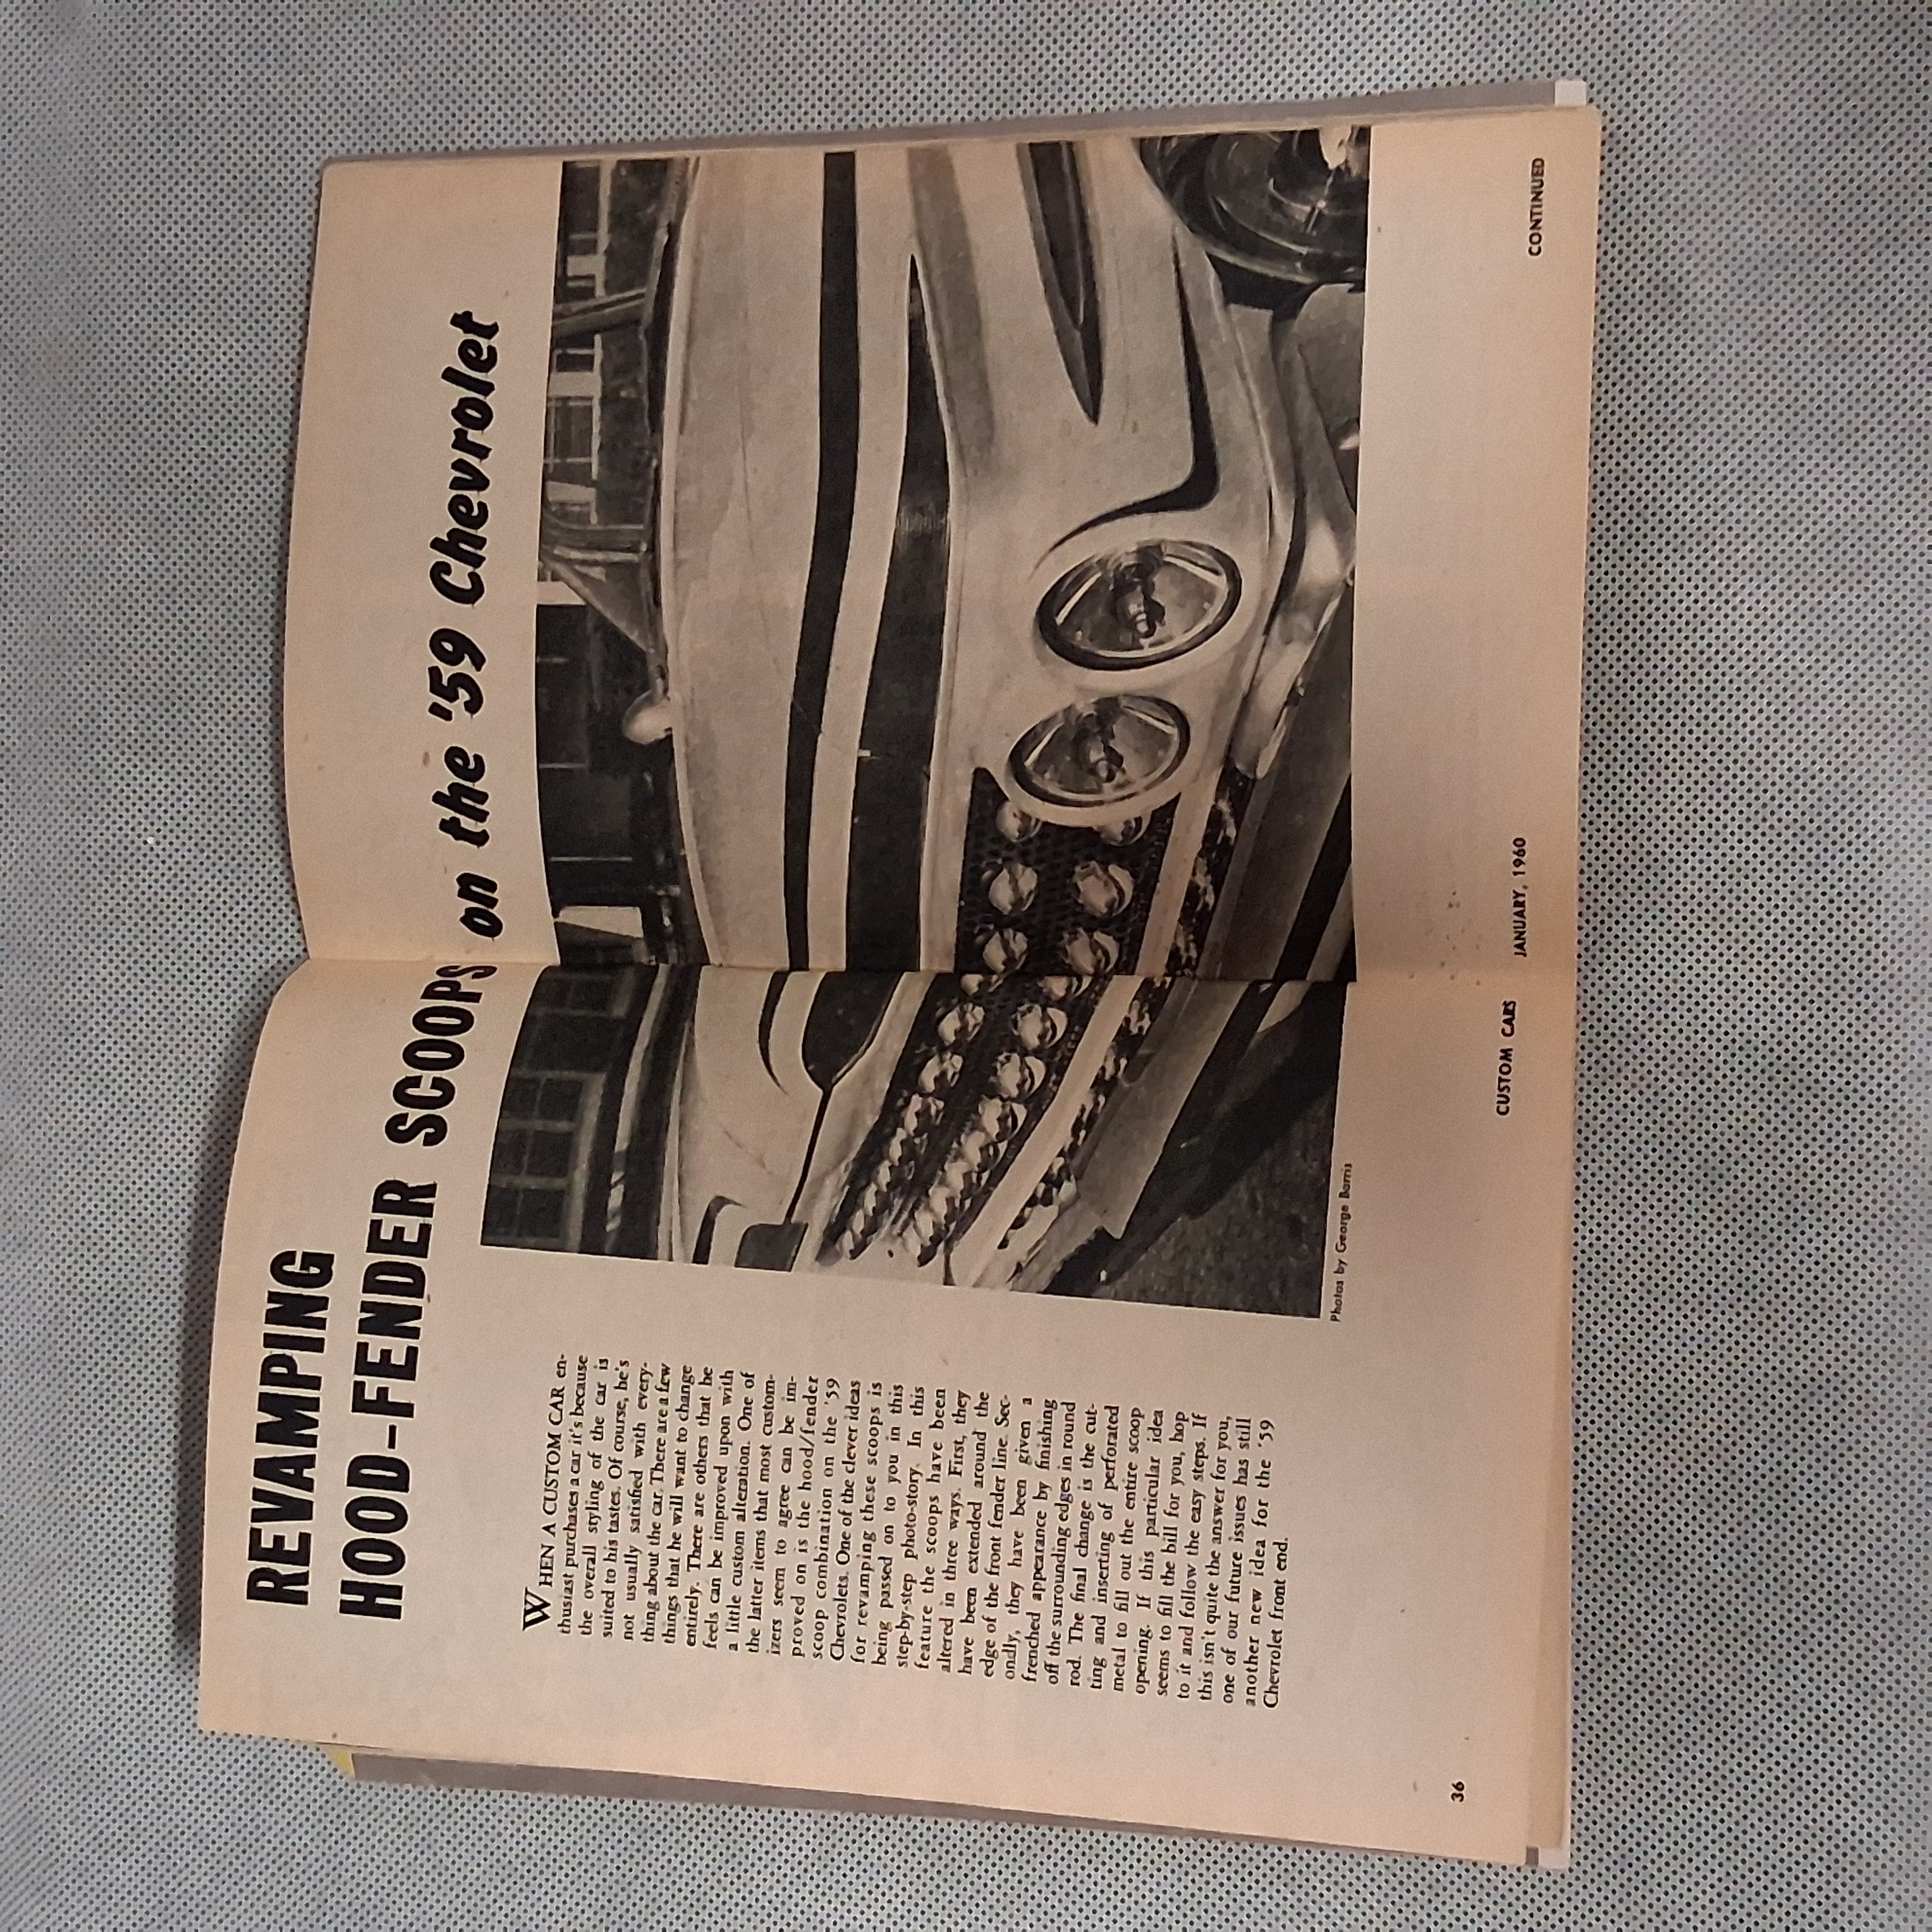 REVAMPING
HOOD-FENDER SCOOPS on the '59 Chevrolet
WHEN A CUSTOM CAR en-
thusiast purchases a car it's because
the overall styling of the car is
suited to his tastes. Of course, he's
not usually satisfied with every-
thing about the car. There are a few
things that he will want to change
entirely. There are others that he
feels can be improved upon with
a little custom alteration. One of
the latter items that most custom-
izers seem to agree can be im-
proved on is the hood/fender
scoop combination on the '59
Chevrolets. One of the clever ideas
for revamping these scoops is
being passed on to you in this
step-by-step photo-story. In this
feature the scoops have been
altered in three ways. First, they
have been extended around the
edge of the front fender line. Sec-
ondly, they have been given a
frenched appearance by finishing
off the surrounding edges in round
rod. The final change is the cut-
ting and inserting of perforated
metal to fill out the entire scoop
opening. If this particular idea
seems to fill the bill for you, hop
to it and follow the easy steps. If
this isn't quite the answer for you,
one of our future issues has still
another new idea for the '59
Chevrolet front end.
Photos by George Barris
36
CUSTOM CARS
JANUARY, 1960
CONTINUED